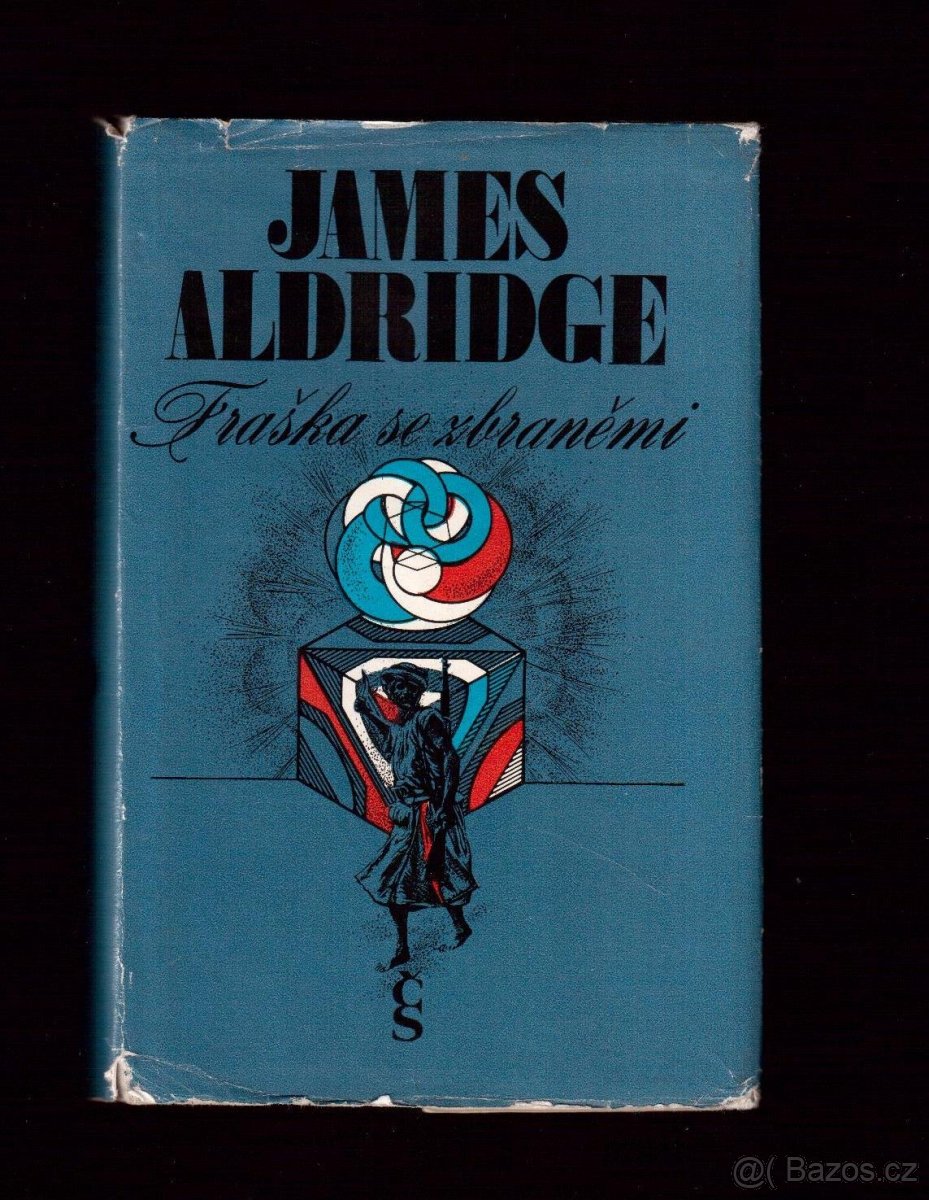 JAMES
ALDRIDGE
Fraška se zbraněmi
ČS
@( Bazos.cz